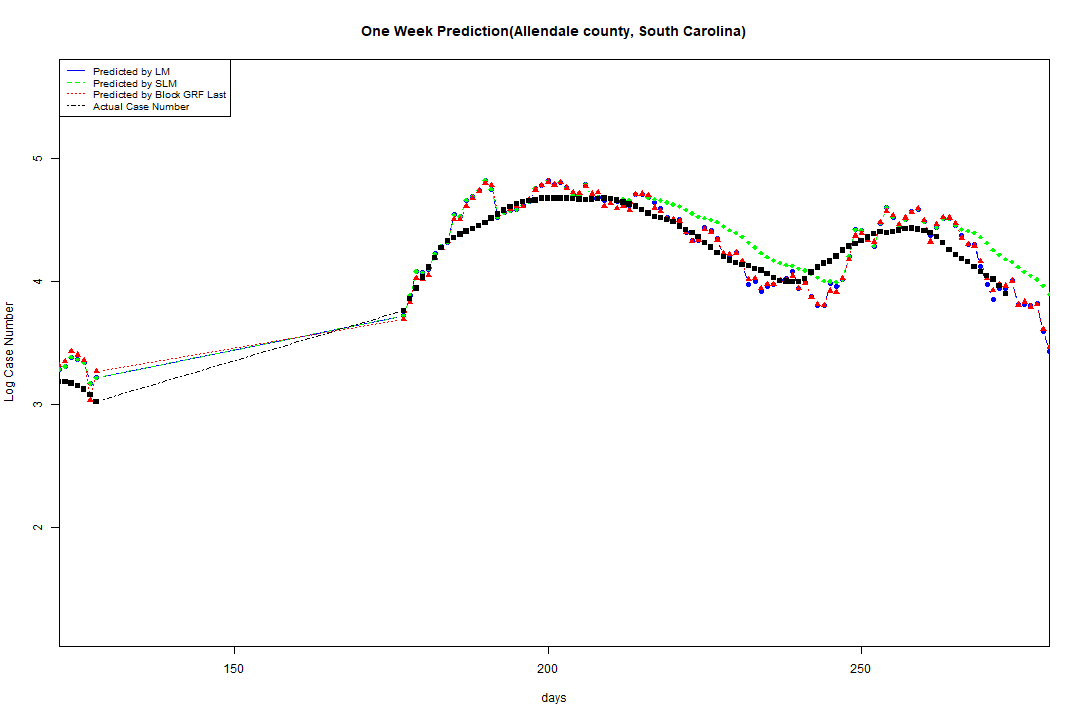 One Week Prediction(Allendale county, South Carolina)
Predicted by LM
Predicted by SLM
Predicted by Block GRF Last
Actual Case Number
5
4
3
2
Log Case Number
150 200 250
days